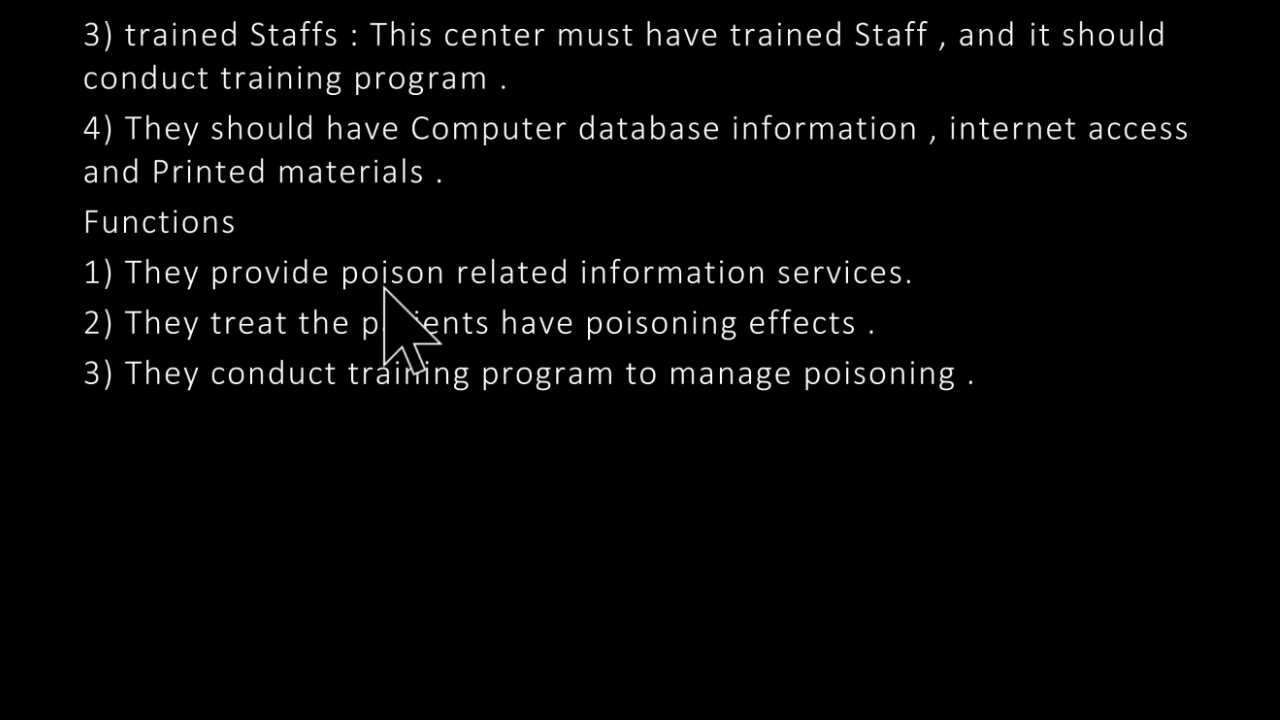 3) trained Staffs : This center must have trained Staff , and it should
conduct training program .
4) They should have Computer database information , internet access
and Printed materials .
Functions
1) They provide poison related information services.
2) They treat the patients have poisoning effects .
3) They conduct training program to manage poisoning .